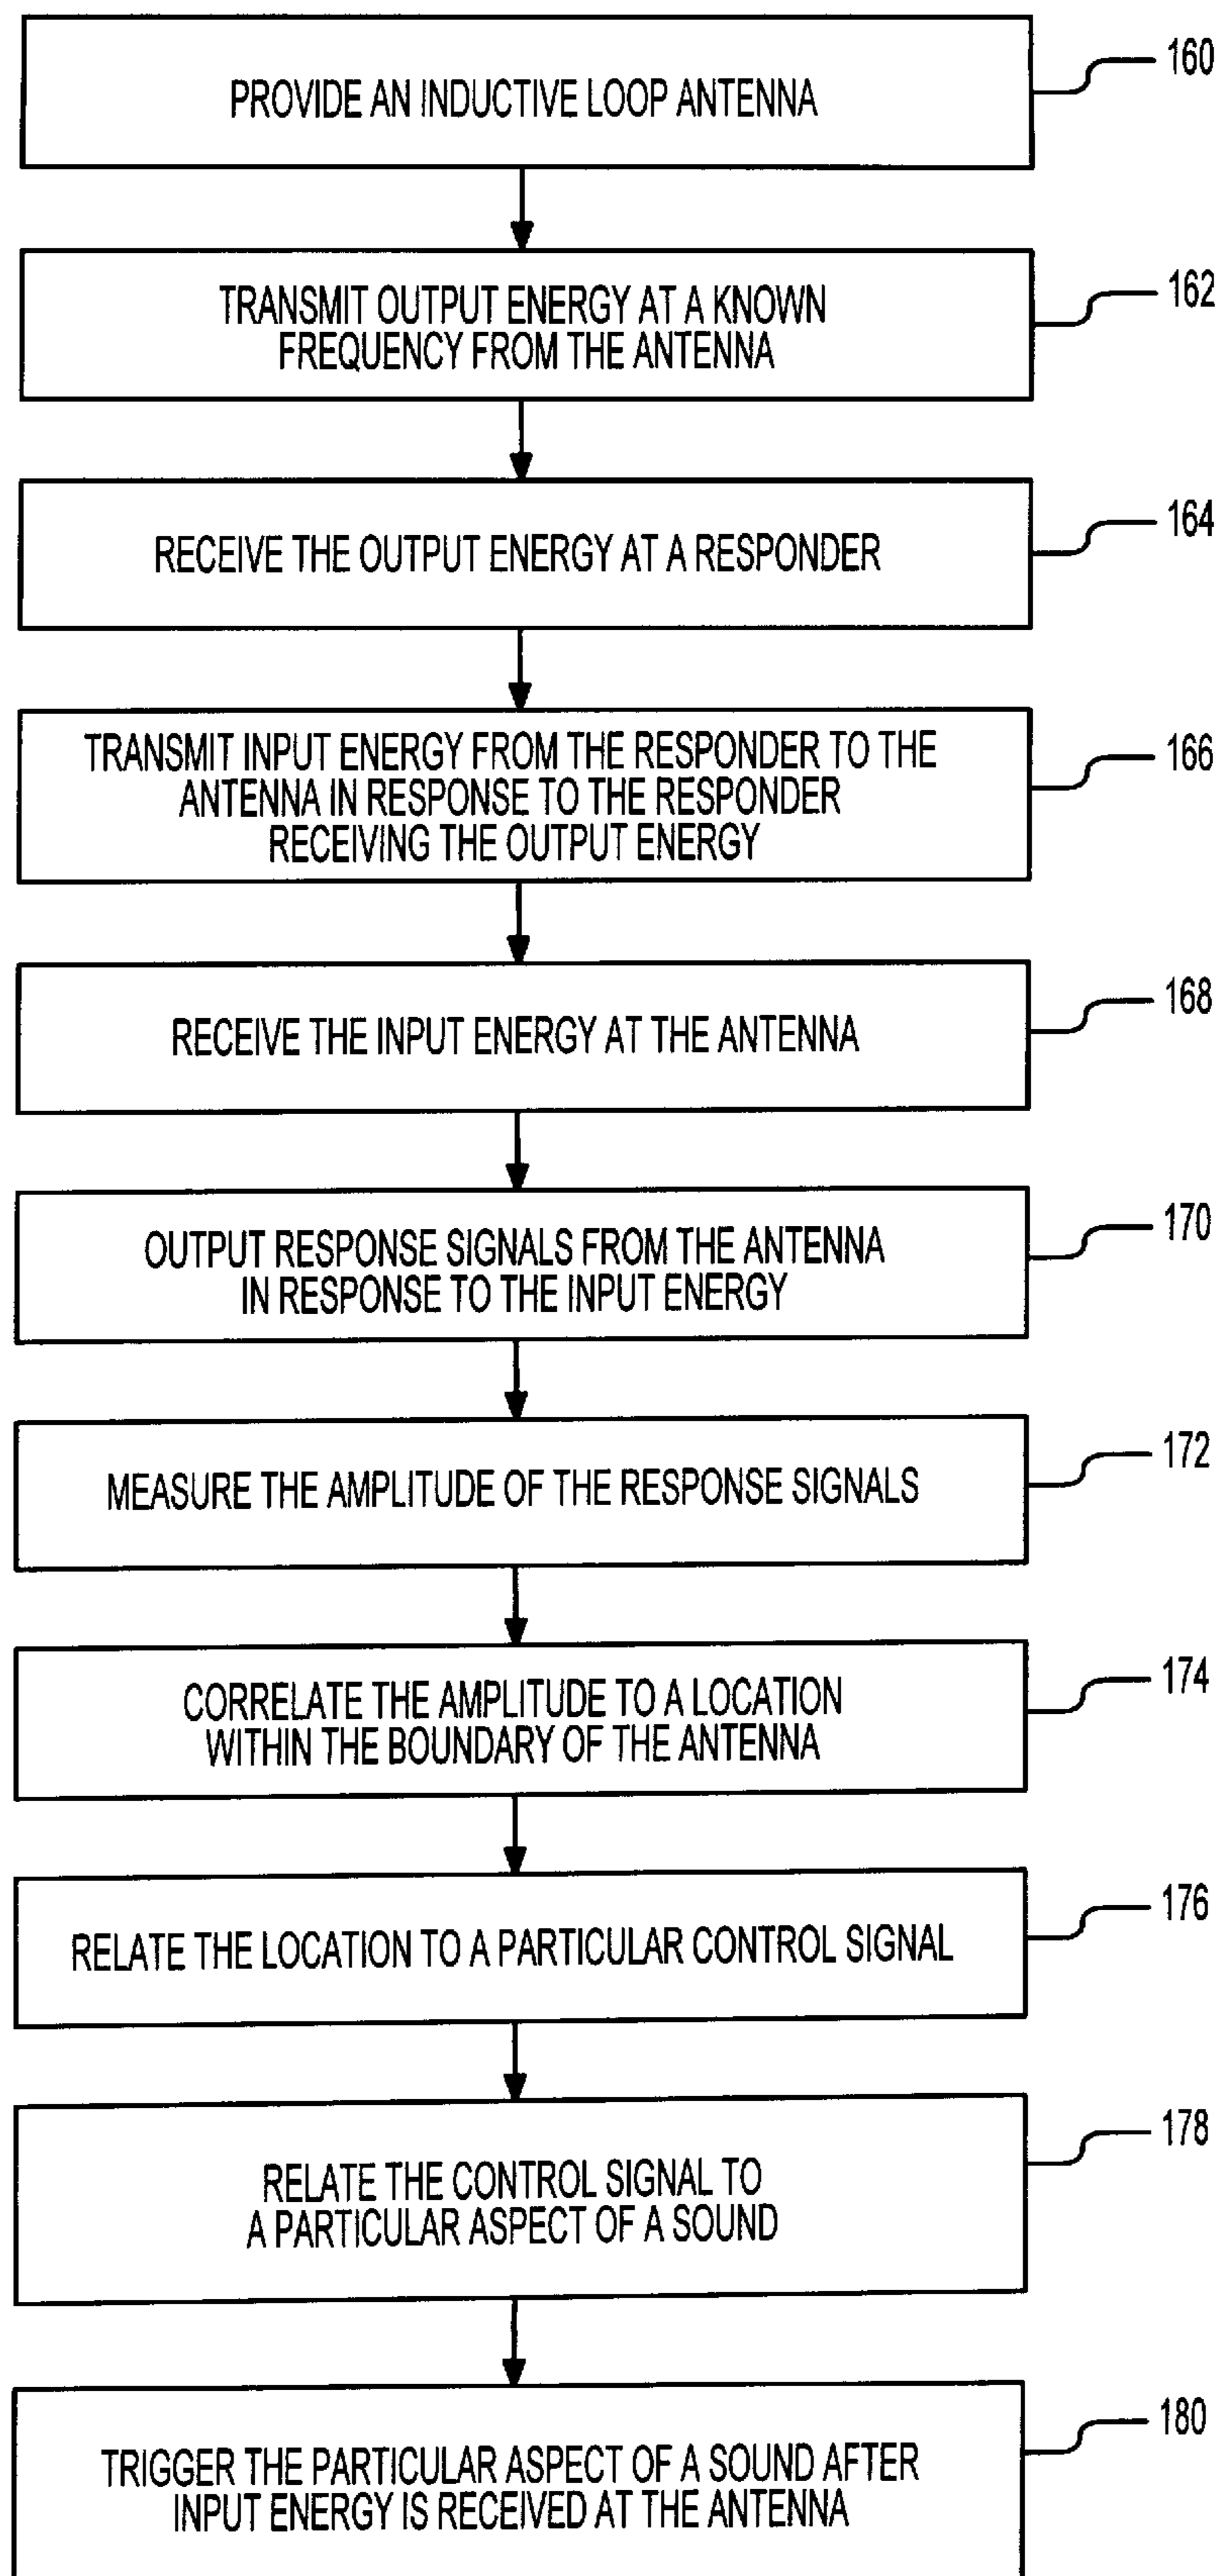 PROVIDE AN INDUCTIVE LOOP ANTENNA
160
TRANSMIT OUTPUT ENERGY AT A KNOWN
FREQUENCY FROM THE ANTENNA
162
RECEIVE THE OUTPUT ENERGY AT A RESPONDER
164
TRANSMIT INPUT ENERGY FROM THE RESPONDER TO THE
ANTENNA IN RESPONSE TO THE RESPONDER
RECEIVING THE OUTPUT ENERGY
166
RECEIVE THE INPUT ENERGY AT THE ANTENNA
168
OUTPUT RESPONSE SIGNALS FROM THE ANTENNA
IN RESPONSE TO THE INPUT ENERGY
170
MEASURE THE AMPLITUDE OF THE RESPONSE SIGNALS
172
CORRELATE THE AMPLITUDE TO A LOCATION
WITHIN THE BOUNDARY OF THE ANTENNA
174
RELATE THE LOCATION TO A PARTICULAR CONTROL SIGNAL
176
RELATE THE CONTROL SIGNAL TO
A PARTICULAR ASPECT OF A SOUND
178
TRIGGER THE PARTICULAR ASPECT OF A SOUND AFTER
INPUT ENERGY IS RECEIVED AT THE ANTENNA
180